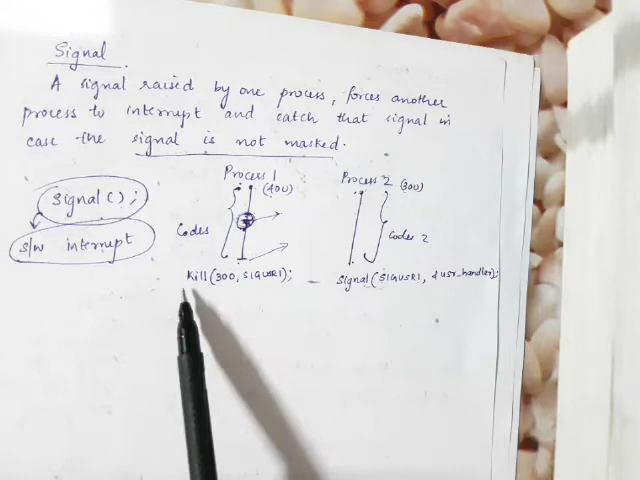 Signal
A signal raised by one process, forces another
process to interrupt and catch that signal in
case the signal is not masked.
Process 1 Process 2
(400) (300)
Signal();
Codes Codes 2
s/w interrupt
Kill(300, SIGUSR1); - Signal(SIGUSR1, &usr_handler);